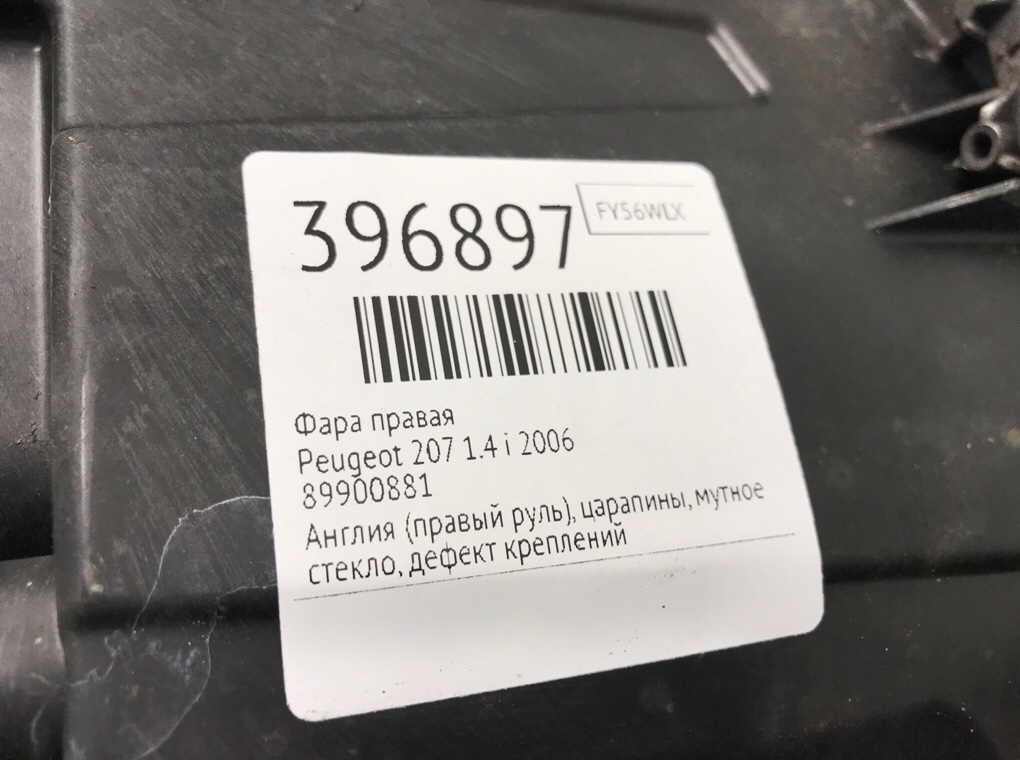 396897
FY56WLX
Фара правая
Peugeot 207 1.4 i 2006
89900881
Англия (правый руль), царапины, мутное
стекло, дефект креплений